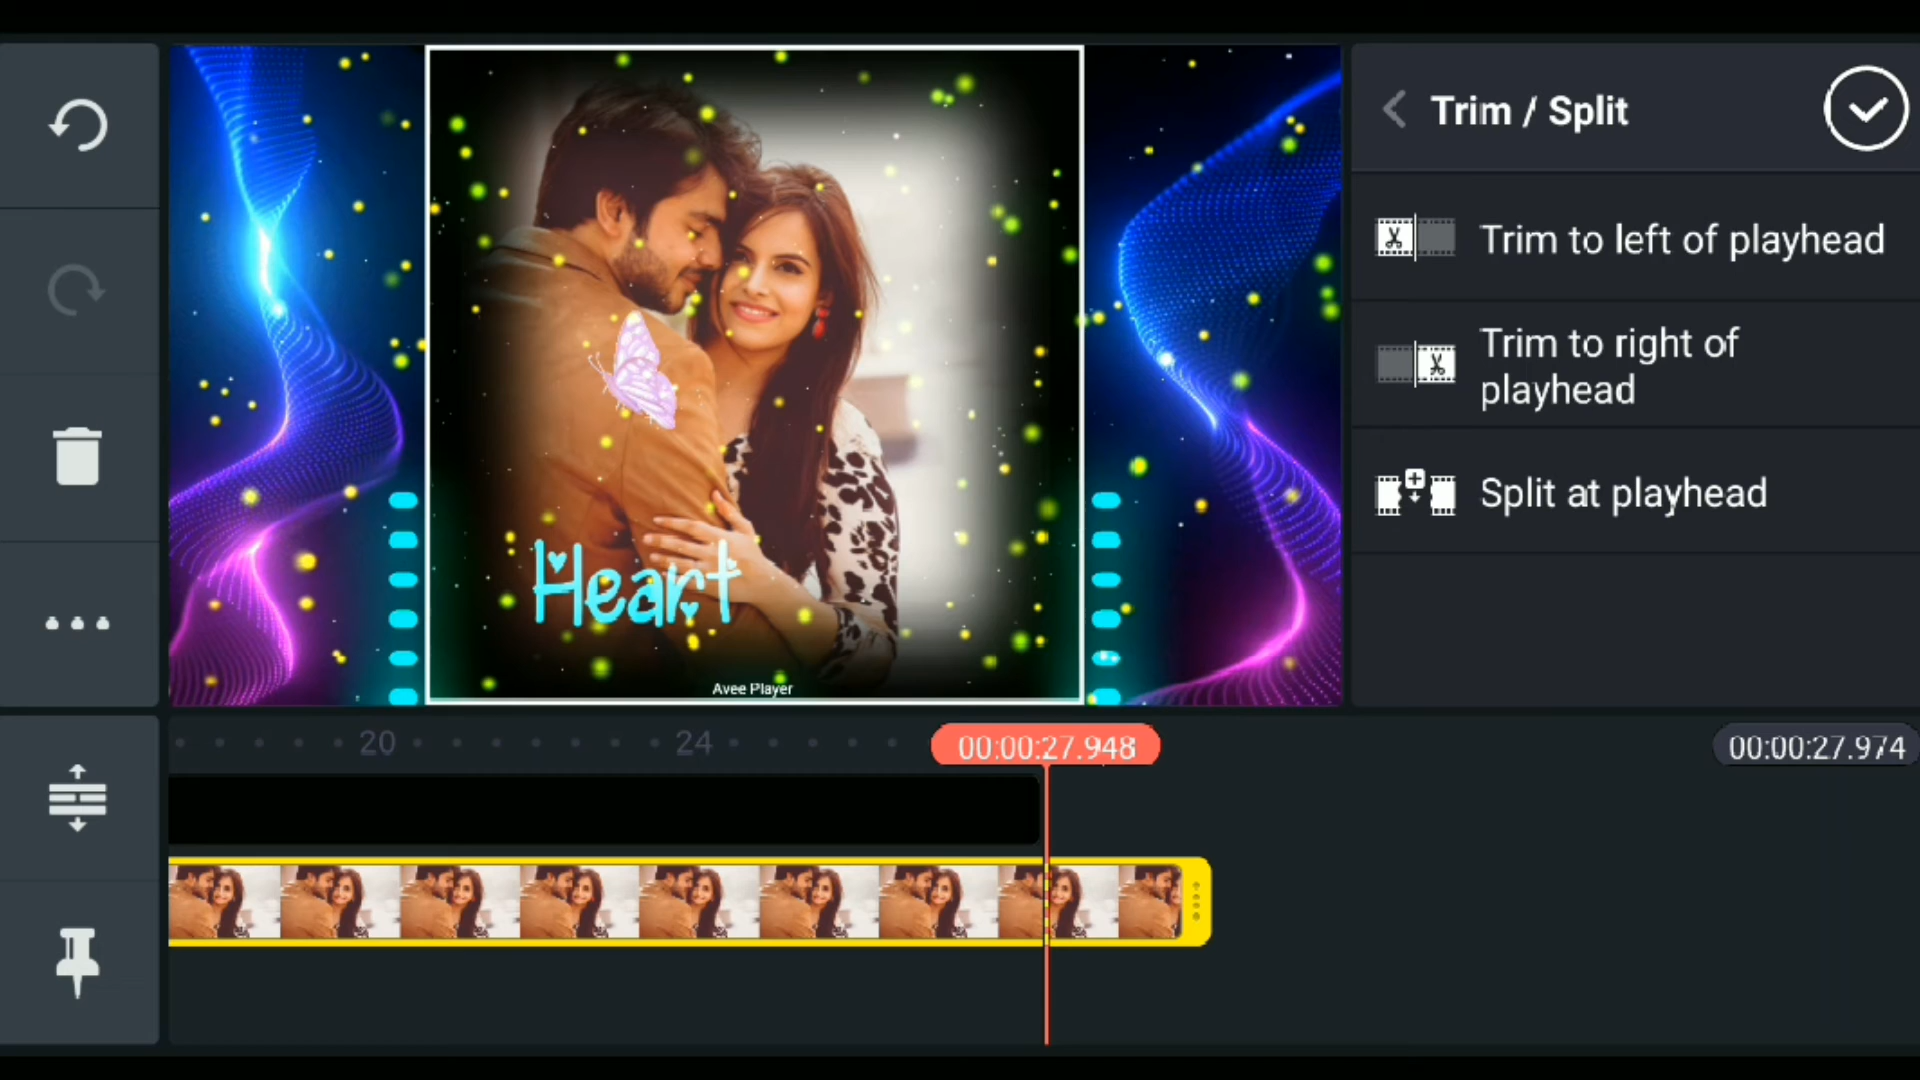 Trim / Split
Trim to left of playhead
Trim to right of
playhead
Split at playhead
Heart
Avee Player
20
24
00:00:27.948
00:00:27.974